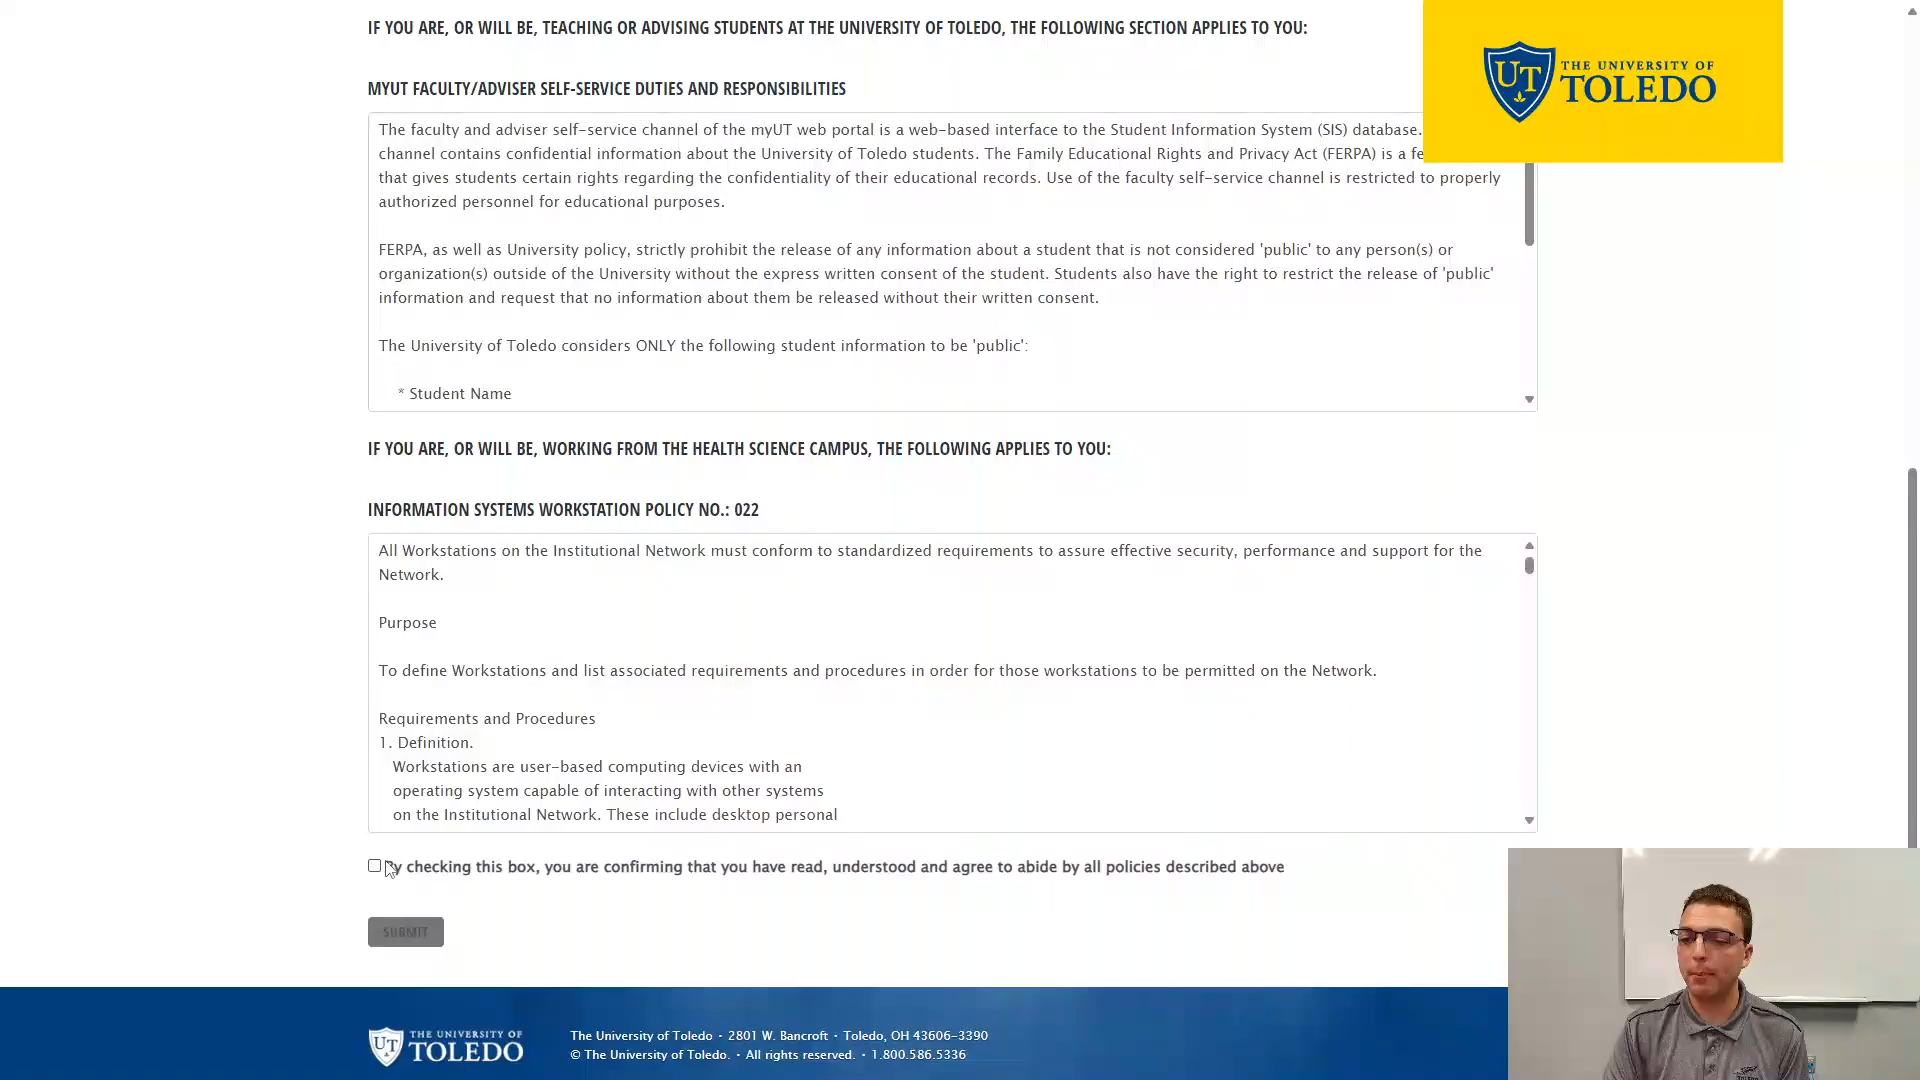 IF YOU ARE, OR WILL BE, TEACHING OR ADVISING STUDENTS AT THE UNIVERSITY OF TOLEDO, THE FOLLOWING SECTION APPLIES TO YOU:
THE UNIVERSITY OF
TOLEDO
UT
MYUT FACULTY/ADVISER SELF-SERVICE DUTIES AND RESPONSIBILITIES
The faculty and adviser self-service channel of the myUT web portal is a web-based interface to the Student Information System (SIS) database.
channel contains confidential information about the University of Toledo students. The Family Educational Rights and Privacy Act (FERPA) is a
that gives students certain rights regarding the confidentiality of their educational records. Use of the faculty self-service channel is restricted to properly
authorized personnel for educational purposes.
FERPA, as well as University policy, strictly prohibit the release of any information about a student that is not considered 'public' to any person(s) or
organization(s) outside of the University without the express written consent of the student. Students also have the right to restrict the release of 'public'
information and request that no information about them be released without their written consent.
The University of Toledo considers ONLY the following student information to be 'public':
* Student Name
IF YOU ARE, OR WILL BE, WORKING FROM THE HEALTH SCIENCE CAMPUS, THE FOLLOWING APPLIES TO YOU:
INFORMATION SYSTEMS WORKSTATION POLICY NO.: 022
All Workstations on the Institutional Network must conform to standardized requirements to assure effective security, performance and support for the
Network.
Purpose
To define Workstations and list associated requirements and procedures in order for those workstations to be permitted on the Network.
Requirements and Procedures
1. Definition.
Workstations are user-based computing devices with an
operating system capable of interacting with other systems
on the Institutional Network. These include desktop personal
By checking this box, you are confirming that you have read, understood and agree to abide by all policies described above
SUBMIT
UT
THE UNIVERSITY OF
TOLEDO
The University of Toledo • 2801 W. Bancroft • Toledo, OH 43606-3390
© The University of Toledo. • All rights reserved. • 1.800.586.5336